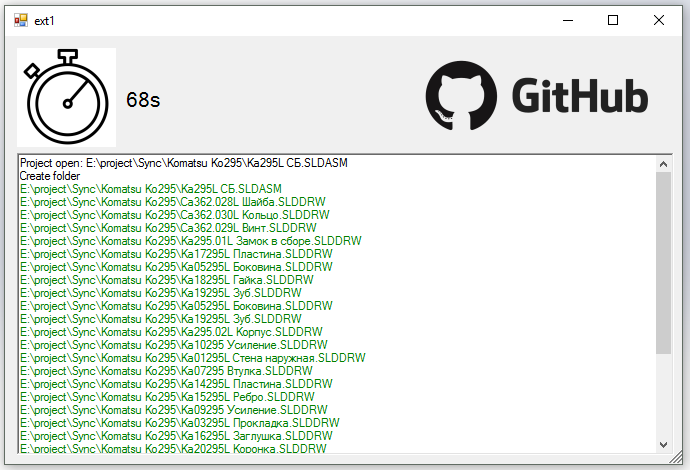 ext1
68s
GitHub
Project open: E:\project\Sync\Komatsu Ko295\Ka295L СБ.SLDASM
Create folder
E:\project\Sync\Komatsu Ko295\Ka295L СБ.SLDASM
E:\project\Sync\Komatsu Ko295\Ca362.028L Шайба.SLDDRW
E:\project\Sync\Komatsu Ko295\Ca362.030L Кольцо.SLDDRW
E:\project\Sync\Komatsu Ko295\Ca362.029L Винт.SLDDRW
E:\project\Sync\Komatsu Ko295\Ka295.01L Замок в сборе.SLDDRW
E:\project\Sync\Komatsu Ko295\Ka17295L Пластина.SLDDRW
E:\project\Sync\Komatsu Ko295\Ka05295L Боковина.SLDDRW
E:\project\Sync\Komatsu Ko295\Ka18295L Гайка.SLDDRW
E:\project\Sync\Komatsu Ko295\Ka19295L Зуб.SLDDRW
E:\project\Sync\Komatsu Ko295\Ka05295L Боковина.SLDDRW
E:\project\Sync\Komatsu Ko295\Ka19295L Зуб.SLDDRW
E:\project\Sync\Komatsu Ko295\Ka295.02L Корпус.SLDDRW
E:\project\Sync\Komatsu Ko295\Ka10295 Усиление.SLDDRW
E:\project\Sync\Komatsu Ko295\Ka01295L Стена наружная.SLDDRW
E:\project\Sync\Komatsu Ko295\Ka07295 Втулка.SLDDRW
E:\project\Sync\Komatsu Ko295\Ka14295L Пластина.SLDDRW
E:\project\Sync\Komatsu Ko295\Ka15295L Ребро.SLDDRW
E:\project\Sync\Komatsu Ko295\Ka09295 Усиление.SLDDRW
E:\project\Sync\Komatsu Ko295\Ka03295L Прокладка.SLDDRW
E:\project\Sync\Komatsu Ko295\Ka16295L Заглушка.SLDDRW
E:\project\Sync\Komatsu Ko295\Ka20295L Коронка.SLDDRW